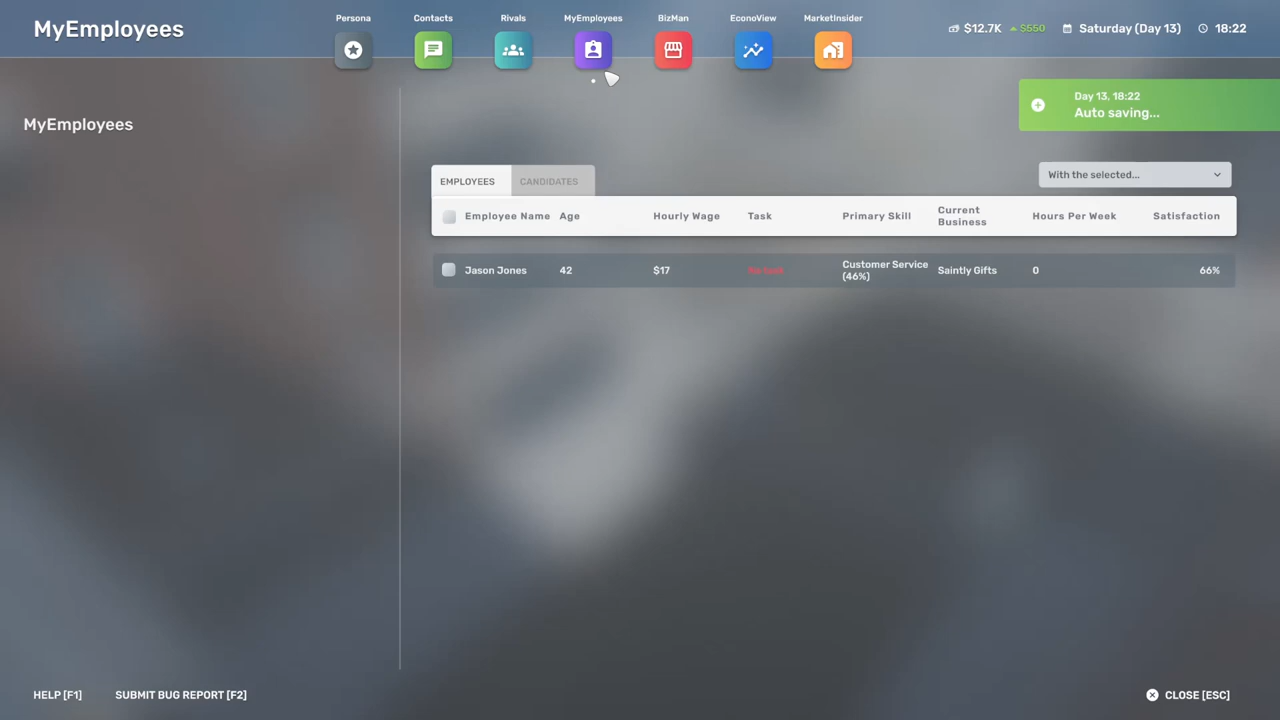 MyEmployees
Persona
Contacts
Rivals
MyEmployees
BizMan
EconoView
MarketInsider
$12.7K
$550
Saturday (Day 13)
18:22
Day 13, 18:22
Auto saving...
MyEmployees
EMPLOYEES
CANDIDATES
With the selected...
Employee Name
Age
Hourly Wage
Task
Primary Skill
Current
Business
Hours Per Week
Satisfaction
Jason Jones
42
$17
No task
Customer Service
(46%)
Saintly Gifts
0
66%
HELP [F1]
SUBMIT BUG REPORT [F2]
CLOSE [ESC]